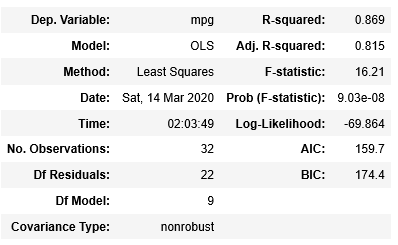 Dep. Variable: mpg R-squared: 0.869
Model: OLS Adj. R-squared: 0.815
Method: Least Squares F-statistic: 16.21
Date: Sat, 14 Mar 2020 Prob (F-statistic): 9.03e-08
Time: 02:03:49 Log-Likelihood: -69.864
No. Observations: 32 AIC: 159.7
Df Residuals: 22 BIC: 174.4
Df Model: 9
Covariance Type: nonrobust